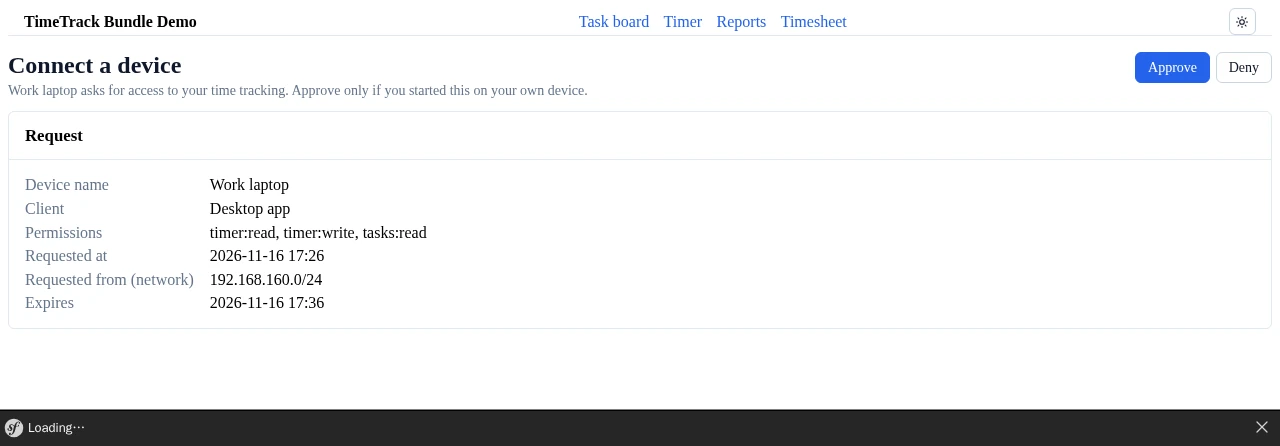 TimeTrack Bundle Demo Task board Timer Reports Timesheet
Connect a device
Approve Deny
Work laptop asks for access to your time tracking. Approve only if you started this on your own device.
Request
Device name Work laptop
Client Desktop app
Permissions timer:read, timer:write, tasks:read
Requested at 2026-11-16 17:26
Requested from (network) 192.168.160.0/24
Expires 2026-11-16 17:36
sf Loading···